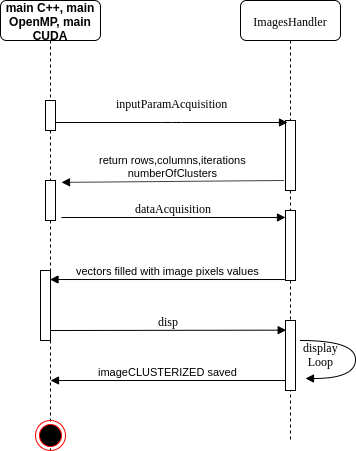 main C++, main
OpenMP, main
CUDA
ImagesHandler
inputParamAcquisition
return rows,columns,iterations
numberOfClusters
dataAcquisition
vectors filled with image pixels values
disp
display
Loop
imageCLUSTERIZED saved